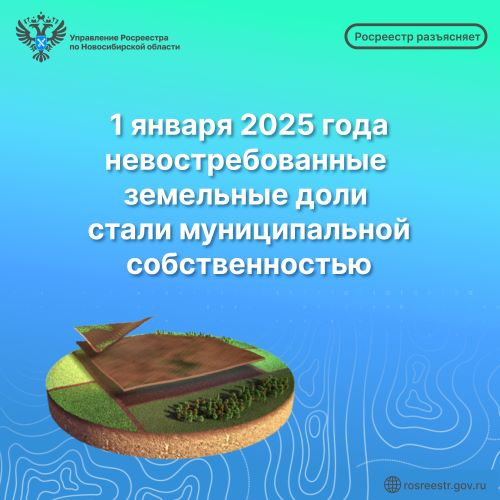 Управление Росреестра
по Новосибирской области
Росреестр разъясняет
1 января 2025 года
невостребованные
земельные доли
стали муниципальной
собственностью
rosreestr.gov.ru